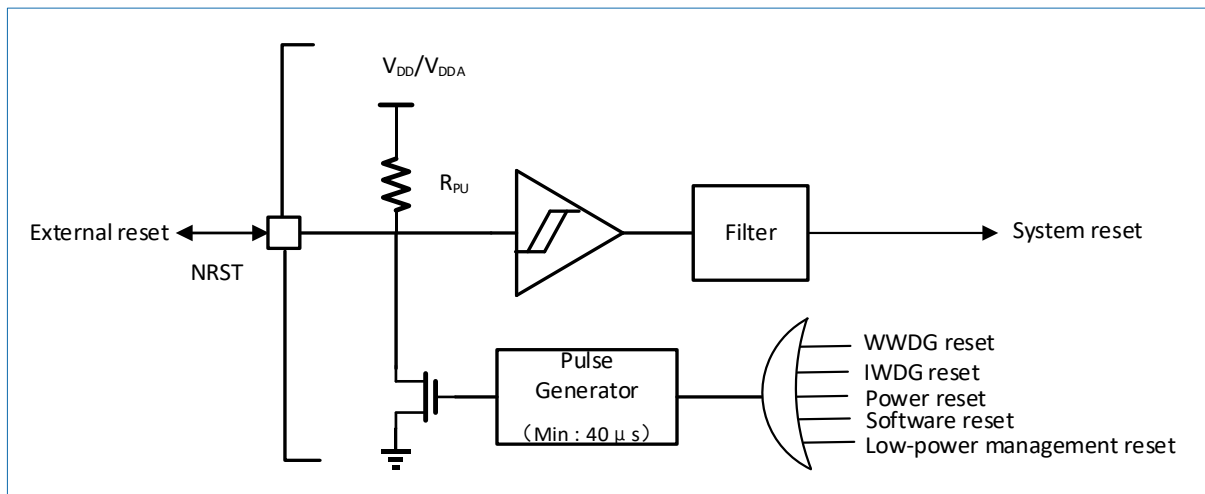 VDD/VDDA
RPU
External reset
NRST
Filter
System reset
Pulse
Generator
（Min : 40 μ s）
WWDG reset
IWDG reset
Power reset
Software reset
Low-power management reset